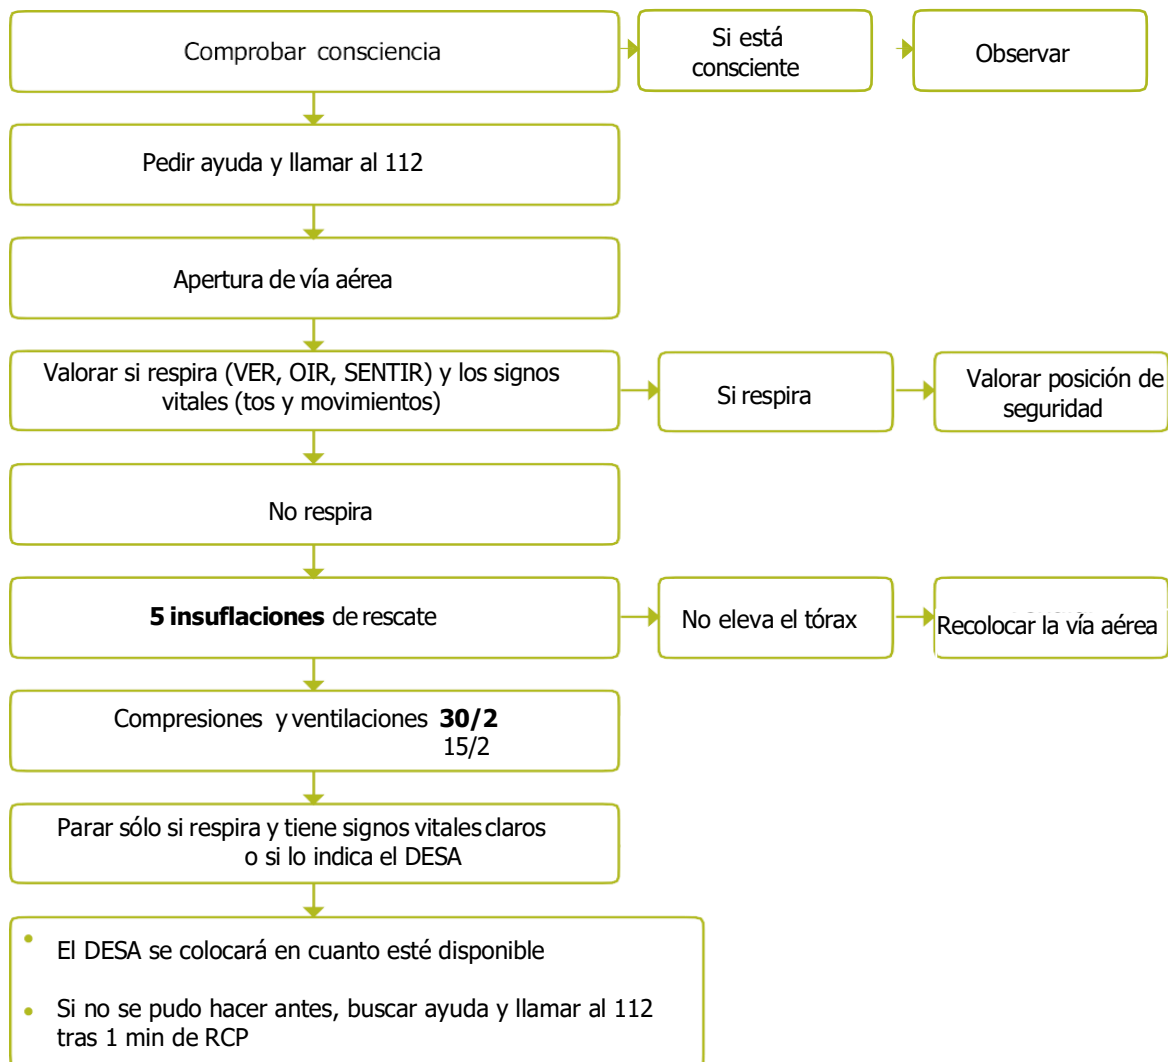 Comprobar consciencia
Si está
consciente
Observar
Pedir ayuda y llamar al 112
Apertura de vía aérea
Valorar si respira (VER, OIR, SENTIR) y los signos
vitales (tos y movimientos)
Si respira
Valorar posición de
seguridad
No respira
5 insuflaciones de rescate
No eleva el tórax
Recolocar la vía aérea
Compresiones y ventilaciones 30/2
15/2
Parar sólo si respira y tiene signos vitales claros
o si lo indica el DESA
• El DESA se colocará en cuanto esté disponible
• Si no se pudo hacer antes, buscar ayuda y llamar al 112
tras 1 min de RCP